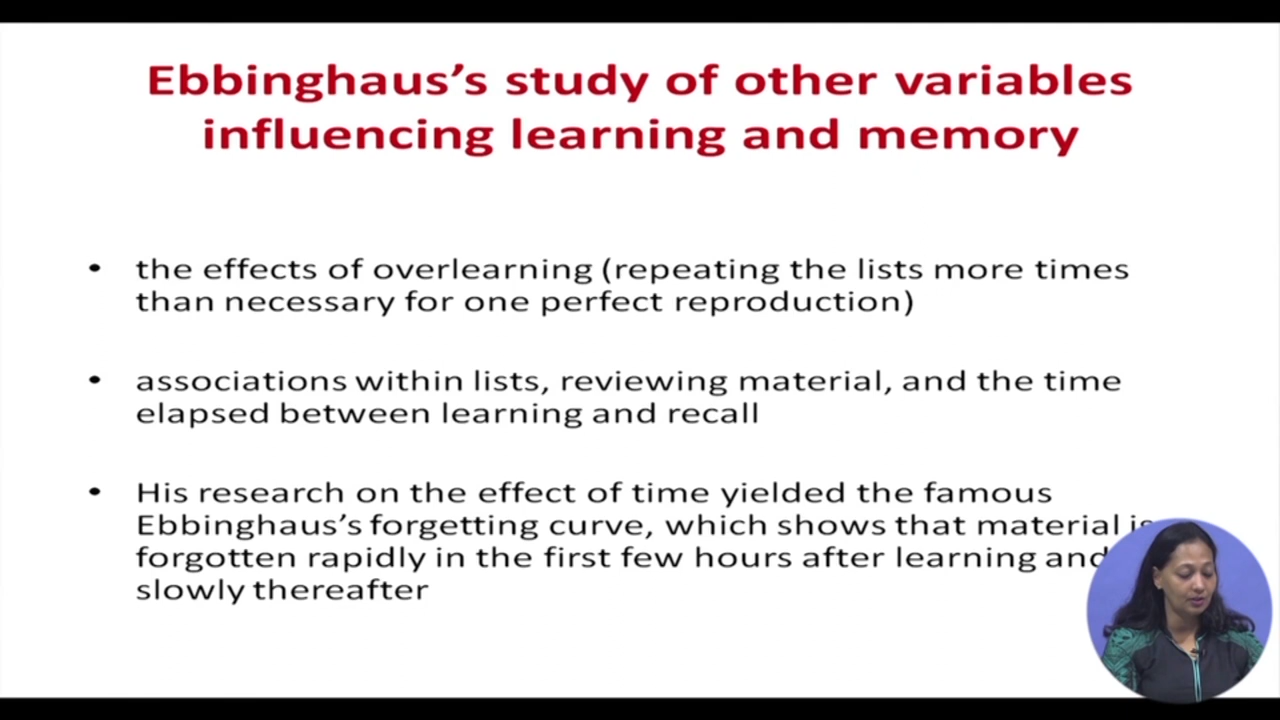 Ebbinghaus's study of other variables
influencing learning and memory
• the effects of overlearning (repeating the lists more times
than necessary for one perfect reproduction)
• associations within lists, reviewing material, and the time
elapsed between learning and recall
• His research on the effect of time yielded the famous
Ebbinghaus's forgetting curve, which shows that material is
forgotten rapidly in the first few hours after learning and
slowly thereafter